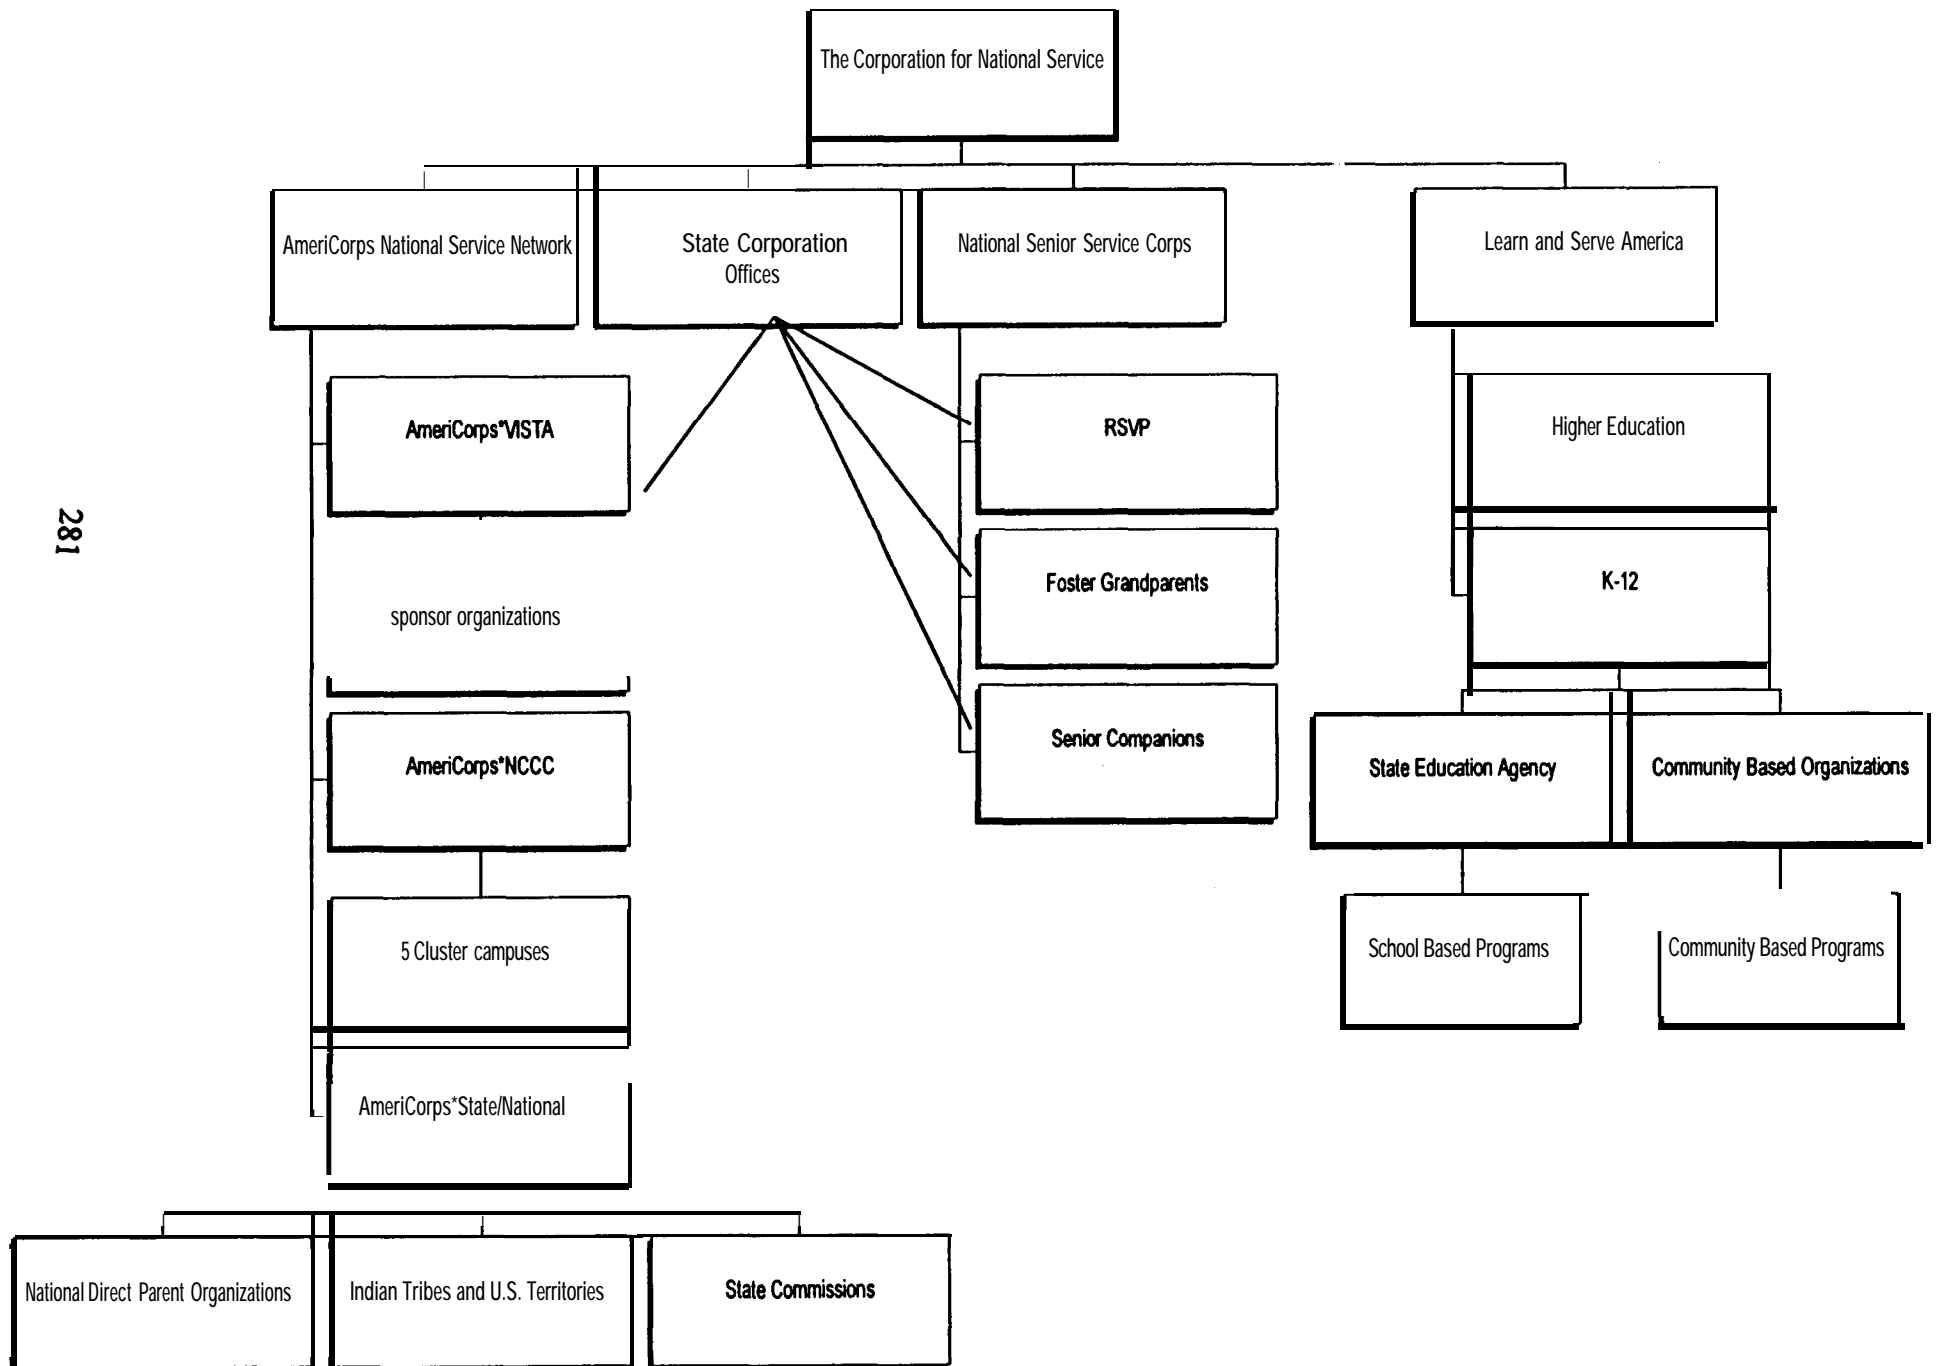 The Corporation for National Service
AmeriCorps National Service Network
State Corporation
Offices
National Senior Service Corps
Learn and Serve America
AmeriCorps*VISTA
RSVP
Higher Education
281
sponsor organizations
Foster Grandparents
K-12
AmeriCorps*NCCC
Senior Companions
State Education Agency
Community Based Organizations
5 Cluster campuses
School Based Programs
Community Based Programs
AmeriCorps*State/National
National Direct Parent Organizations
Indian Tribes and U.S. Territories
State Commissions